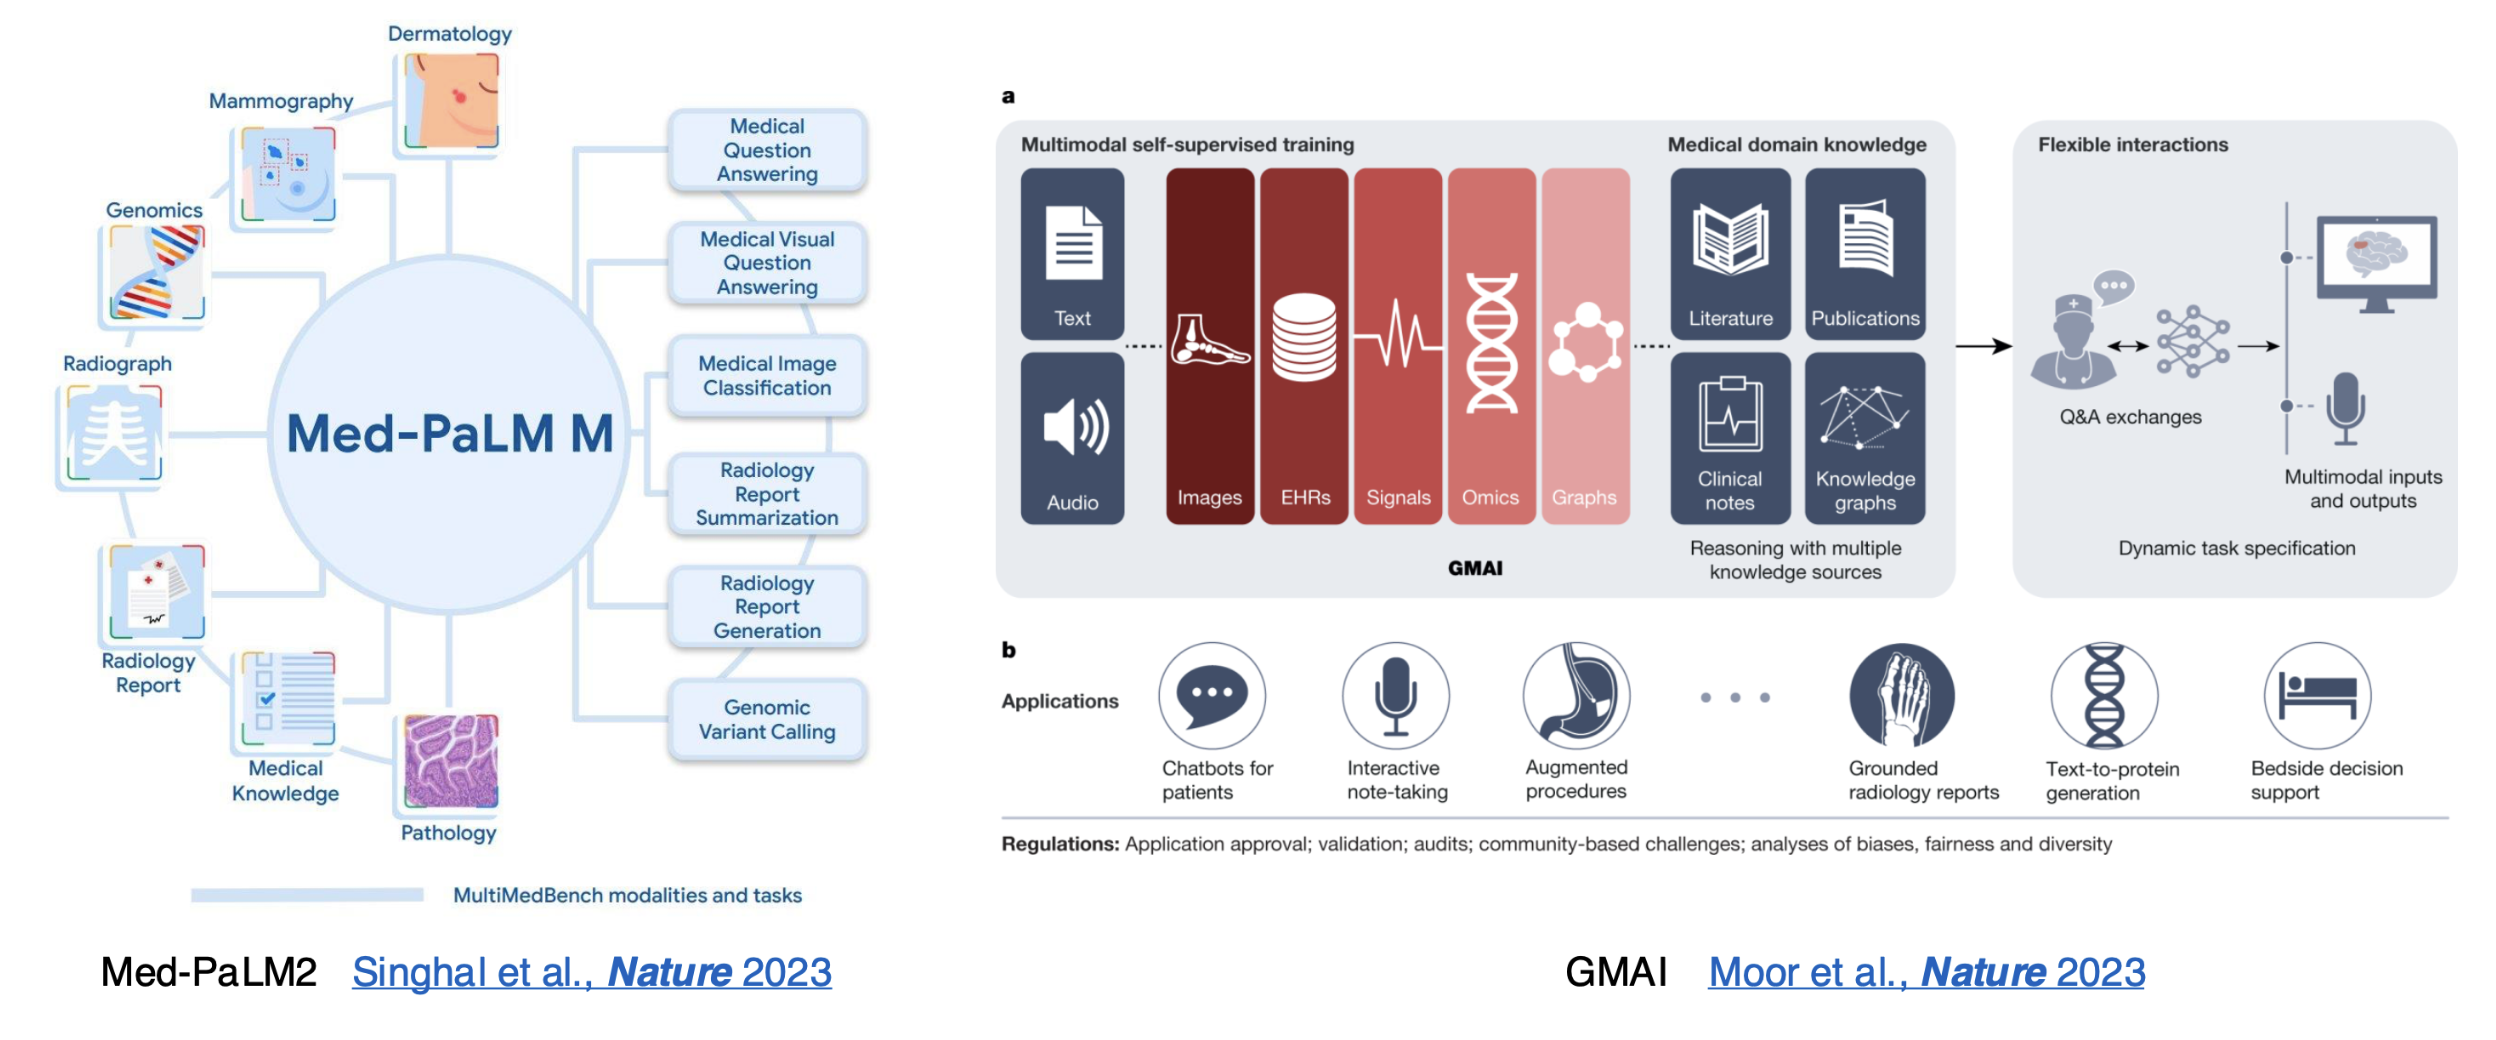 Dermatology
Mammography
Genomics
Radiograph
Radiology
Report
Medical
Knowledge
Pathology
Med-PaLM M
Medical
Question
Answering
Medical Visual
Question
Answering
Medical Image
Classification
Radiology
Report
Summarization
Radiology
Report
Generation
Genomic
Variant Calling
MultiMedBench modalities and tasks
Med-PaLM2 Singhal et al., Nature 2023
a
Multimodal self-supervised training
Text
Audio
Images
EHRs
Signals
Omics
Graphs
GMAI
Medical domain knowledge
Literature
Publications
Clinical
notes
Knowledge
graphs
Reasoning with multiple
knowledge sources
Flexible interactions
Q&A exchanges
Multimodal inputs
and outputs
Dynamic task specification
b
Applications
Chatbots for
patients
Interactive
note-taking
Augmented
procedures
Grounded
radiology reports
Text-to-protein
generation
Bedside decision
support
Regulations: Application approval; validation; audits; community-based challenges; analyses of biases, fairness and diversity
GMAI Moor et al., Nature 2023